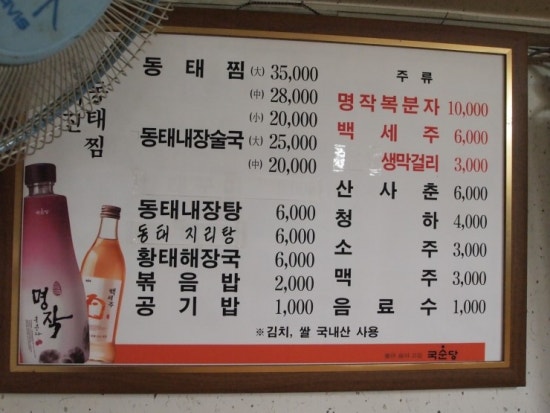 동태찜 (大) 35,000
(中) 28,000
(小) 20,000
동태내장술국 (大) 25,000
(中) 20,000
동태내장탕 6,000
동태 지리탕 6,000
황태해장국 6,000
볶음밥 2,000
공기밥 1,000
주류
명작복분자 10,000
백세주 6,000
생막걸리 3,000
산사춘 6,000
청하 4,000
소주 3,000
맥주 3,000
음료수 1,000
※김치, 쌀 국내산 사용
국순당
동태찜
명작